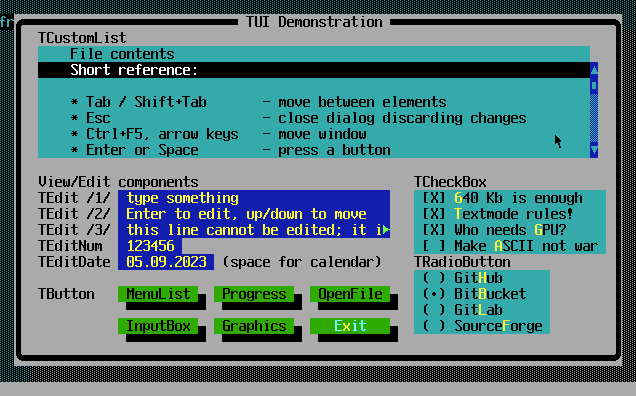 fr
TUI Demonstration
TCustomList
File contents
Short reference:
* Tab / Shift+Tab - move between elements
* Esc - close dialog discarding changes
* Ctrl+F5, arrow keys - move window
* Enter or Space - press a button
View/Edit components
TEdit /1/ type something
TEdit /2/ Enter to edit, up/down to move
TEdit /3/ this line cannot be edited; it i
TEditNum 123456
TEditDate 05.09.2023 (space for calendar)
TButton MenuList Progress OpenFile
InputBox Graphics Exit
TCheckBox
[X] 640 Kb is enough
[X] Textmode rules!
[X] Who needs GPU?
[ ] Make ASCII not war
TRadioButton
( ) GitHub
(•) BitBucket
( ) GitLab
( ) SourceForge